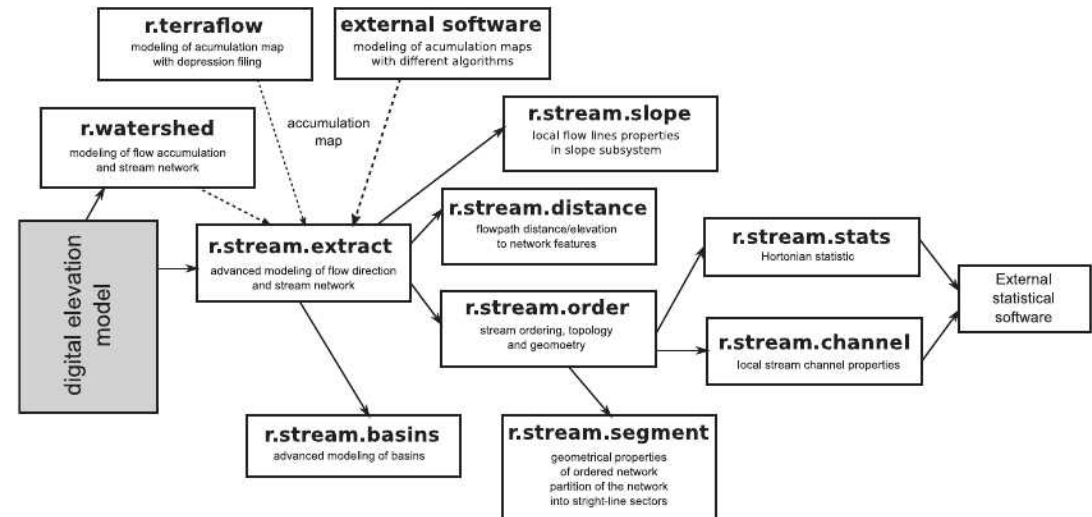 r.terraflow
modeling of acumulation map
with depression filing
external software
modeling of acumulation maps
with different algorithms
r.watershed
modeling of flow accumulation
and stream network
accumulation
map
r.stream.slope
local flow lines properties
in slope subsystem
digital elevation
model
r.stream.extract
advanced modeling of flow direction
and stream network
r.stream.distance
flowpath distance/elevation
to network features
r.stream.order
stream ordering, topology
and geomoetry
r.stream.stats
Hortonian statistic
r.stream.channel
local stream channel properties
External
statistical
software
r.stream.basins
advanced modeling of basins
r.stream.segment
geometrical properties
of ordered network
partition of the network
into stright-line sectors